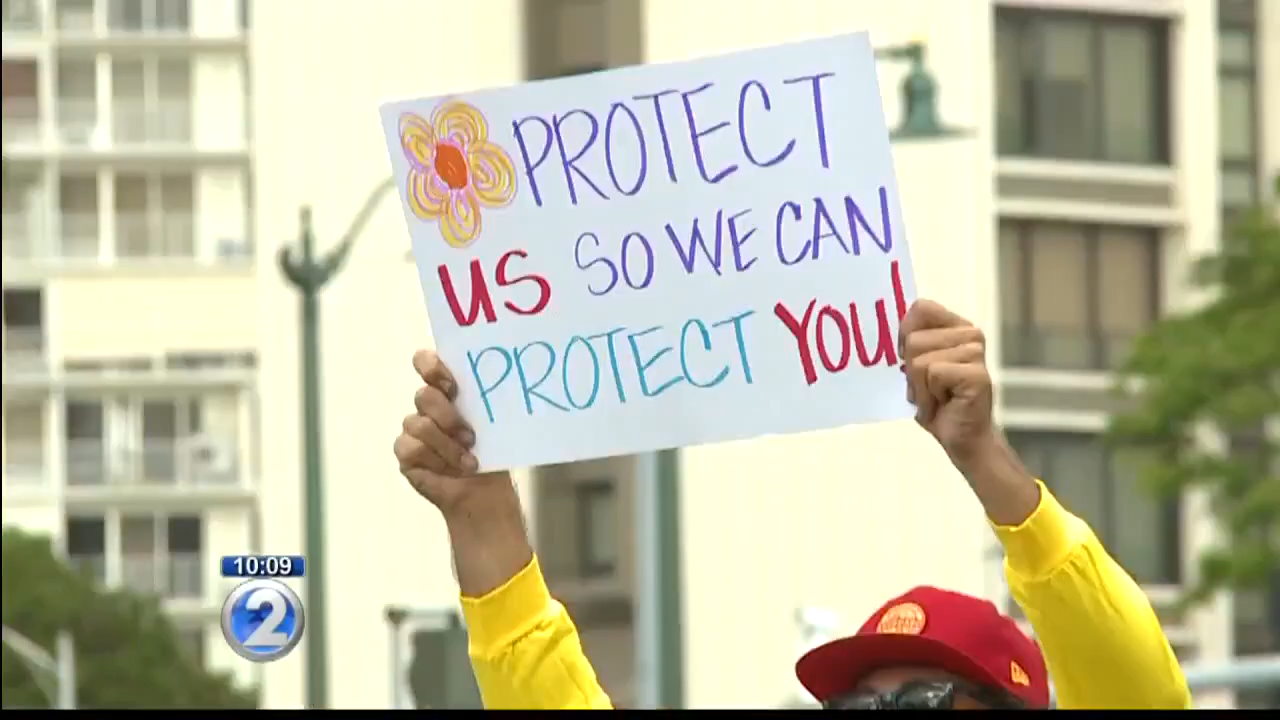 PROTECT
US SO WE CAN
PROTECT YOU!
10:09
2